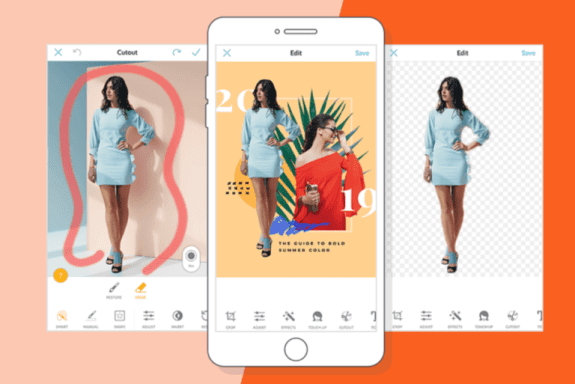 Cutout
RESTORE
ERASE
SMART
MANUAL
SHAPE
ADJUST
INVERT
Edit
Save
20
19
THE GUIDE TO BOLD
SUMMER COLOR
CROP
ADJUST
EFFECTS
TOUCH UP
CUTOUT
Edit
Save
CROP
ADJUST
EFFECTS
TOUCH UP
CUTOUT